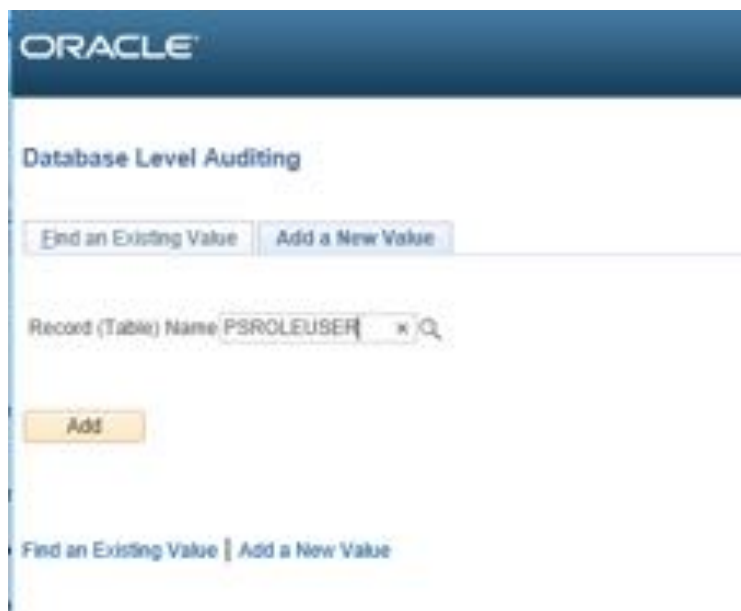 ORACLE
Database Level Auditing
Find an Existing Value Add a New Value
Record (Table) Name PSROLEUSER
Add
Find an Existing Value | Add a New Value